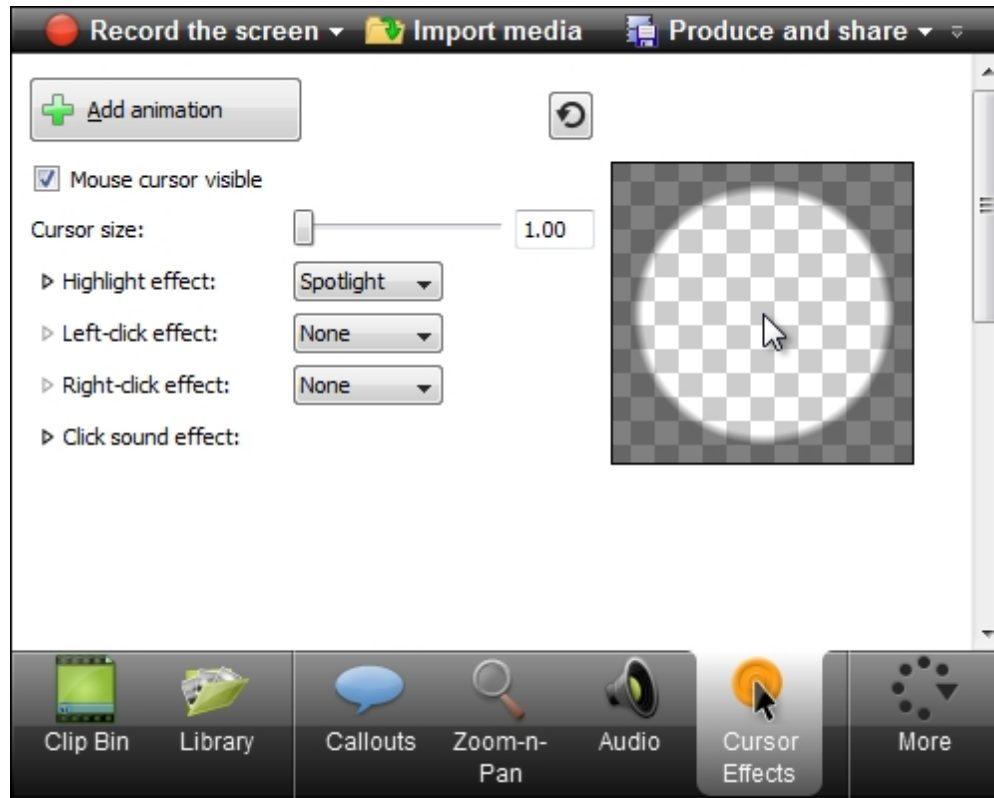 Record the screen Import media Produce and share
Add animation
Mouse cursor visible
Cursor size: 1.00
Highlight effect: Spotlight
Left-click effect: None
Right-click effect: None
Click sound effect:
Clip Bin Library Callouts Zoom-n- Audio Cursor More
Pan Effects